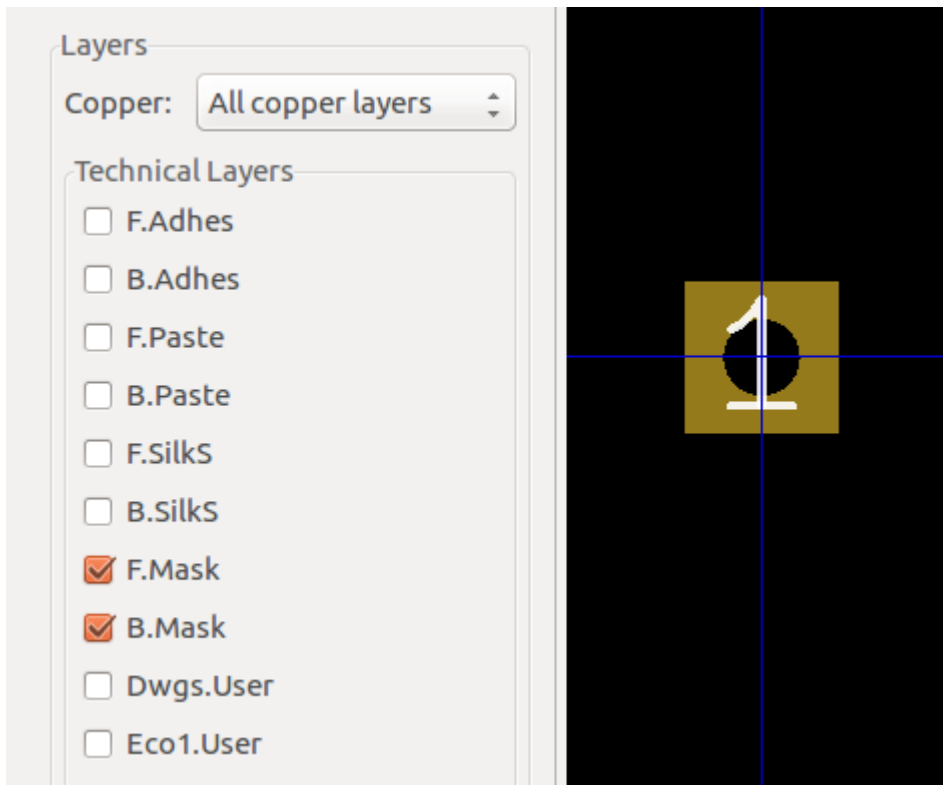 Layers
Copper: All copper layers
Technical Layers
F.Adhes
B.Adhes
F.Paste
B.Paste
F.SilkS
B.SilkS
F.Mask
B.Mask
Dwgs.User
Eco1.User
1